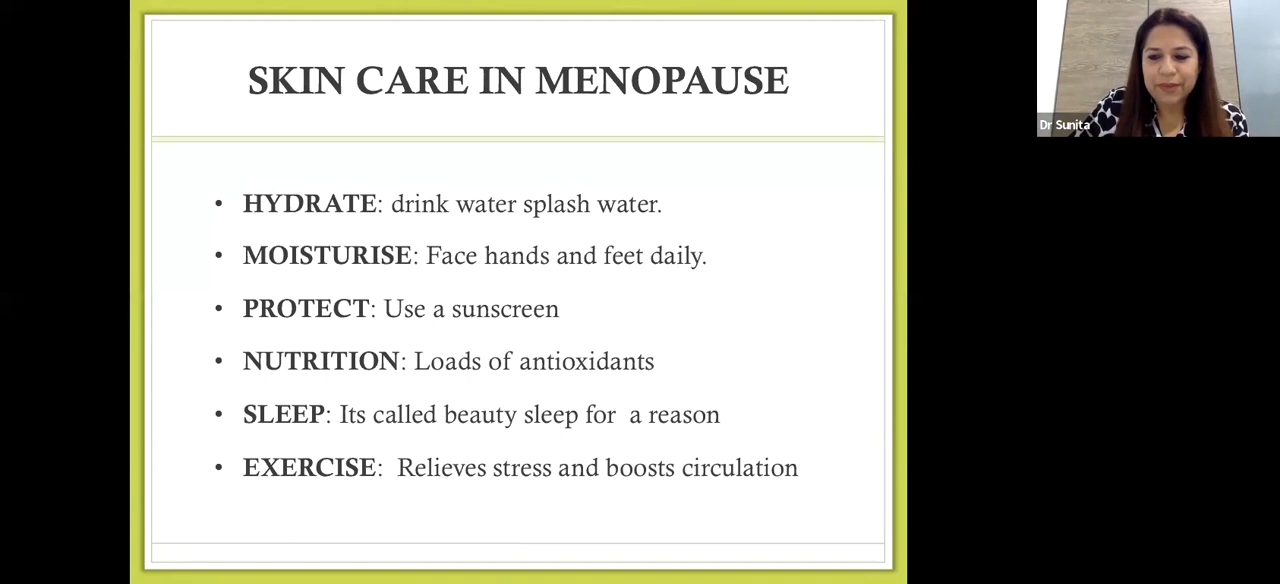 SKIN CARE IN MENOPAUSE
• HYDRATE: drink water splash water.
• MOISTURISE: Face hands and feet daily.
• PROTECT: Use a sunscreen
• NUTRITION: Loads of antioxidants
• SLEEP: Its called beauty sleep for  a reason
• EXERCISE:  Relieves stress and boosts circulation
Dr Sunita